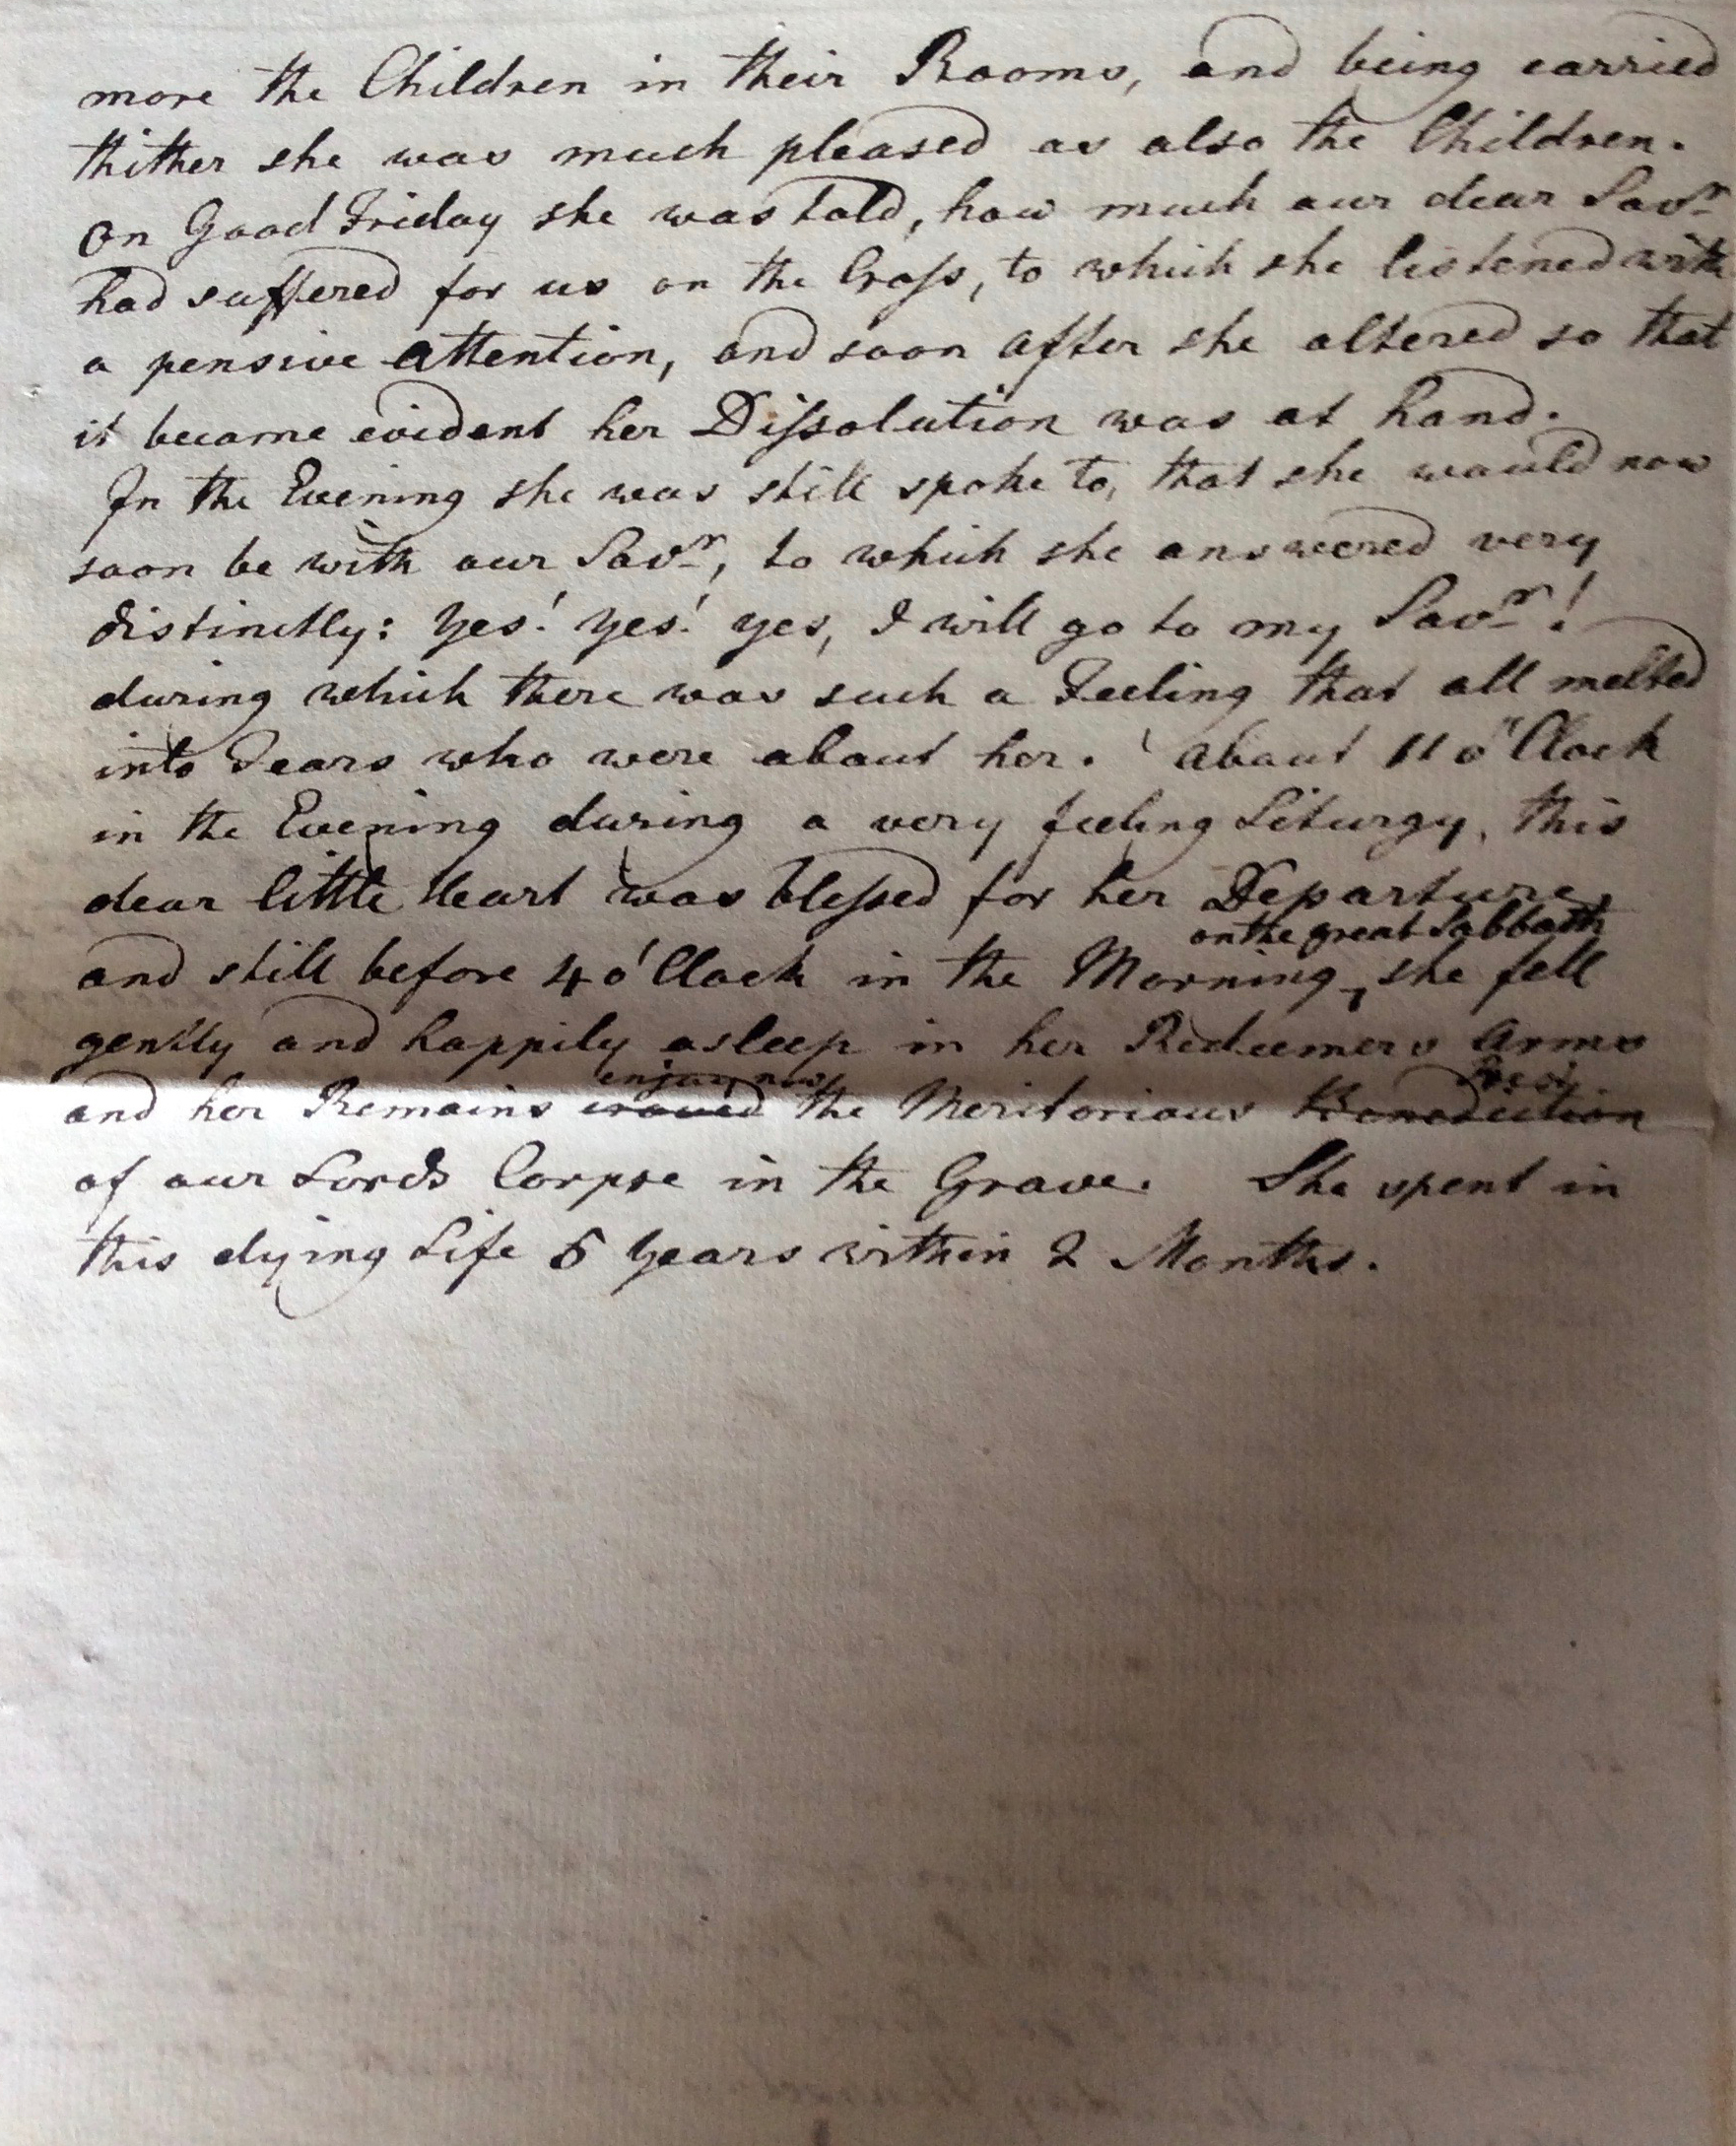 more the Children in their Rooms, and being carried
thither she was much pleased as also the Children.
On Good Friday she was told, how much our dear Savr
had suffered for us on the Croſs, to which she listened with
a pensive attention, and soon after she altered so that
it became evident her Diſsolution was at hand.
In the Evening she was still spoke to, that she would now
soon be with our Savr, to which she answered very
distinctly: Yes! Yes! yes, I will go to my Savr!
during which there was such a Feeling that all melted
into Tears who were about her. About 11 o"Clock
in the Evening during a very feeling Liturgy, this
dear little Heart was bleſsed for her Departure,
on the great Sabbath
and still before 4 o'Clock in the Morning, she fell
gently and happily asleep in her Redeemers Arms
enjoy now Rest
and her Remains craved the Meritorious Benediction
of our Lords Corpse in the Grave. She spent in
this dying Life 5 Years within 2 Months.